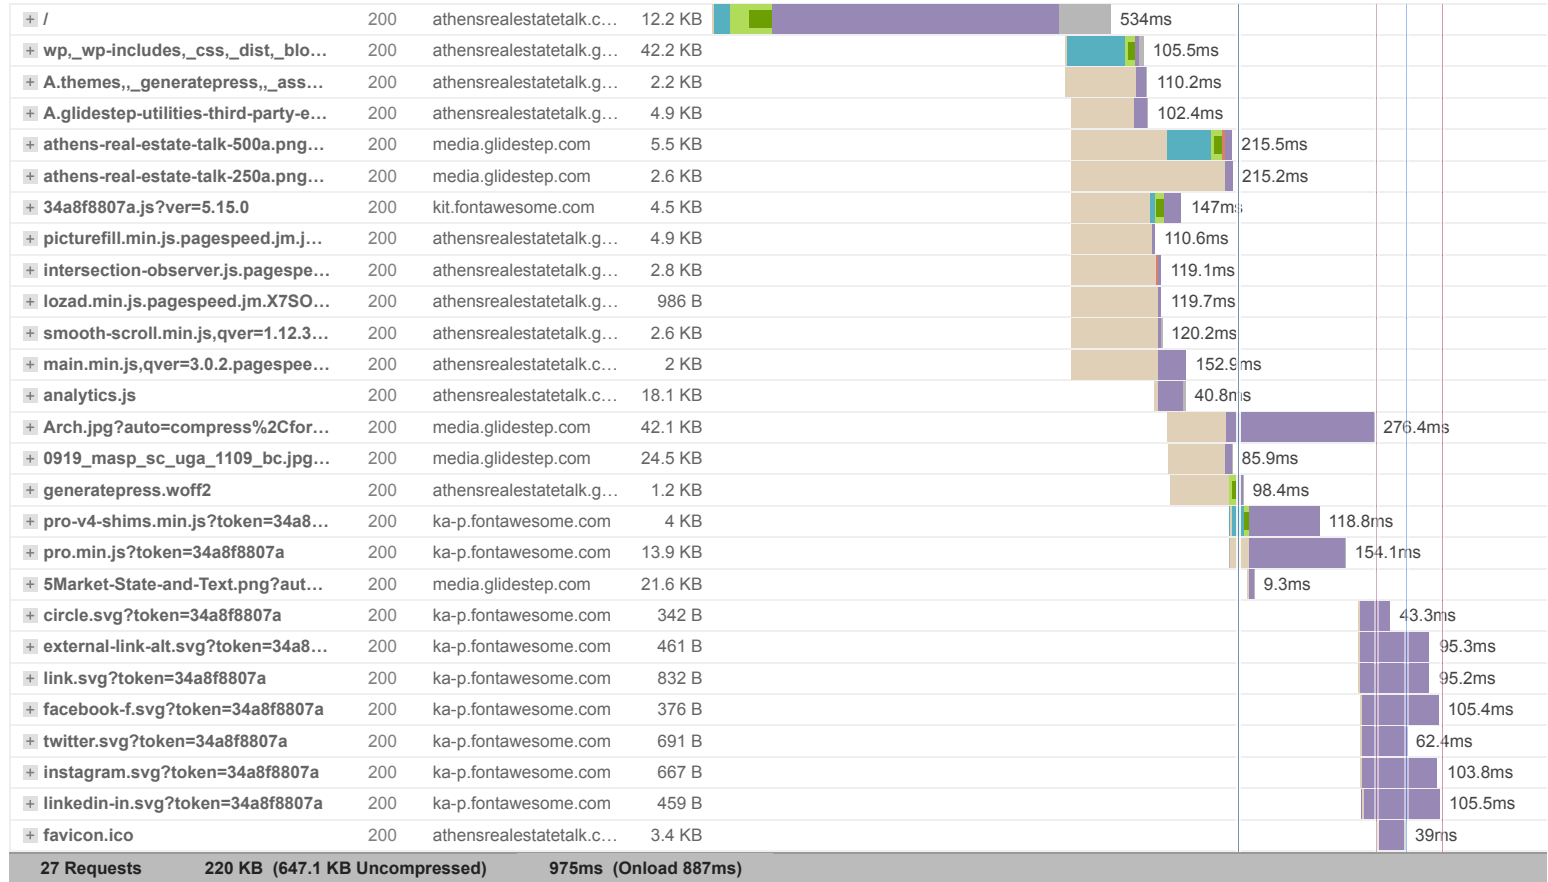 / 200 athensrealestatetalk.c... 12.2 KB 534ms
wp,_wp-includes,_css,_dist,_blo... 200 athensrealestatetalk.g... 42.2 KB 105.5ms
A.themes,,_generatepress,,_ass... 200 athensrealestatetalk.g... 2.2 KB 110.2ms
A.glidestep-utilities-third-party-e... 200 athensrealestatetalk.g... 4.9 KB 102.4ms
athens-real-estate-talk-500a.png... 200 media.glidestep.com 5.5 KB 215.5ms
athens-real-estate-talk-250a.png... 200 media.glidestep.com 2.6 KB 215.2ms
34a8f8807a.js?ver=5.15.0 200 kit.fontawesome.com 4.5 KB 147ms
picturefill.min.js.pagespeed.jm.j... 200 athensrealestatetalk.g... 4.9 KB 110.6ms
intersection-observer.js.pagespe... 200 athensrealestatetalk.g... 2.8 KB 119.1ms
lozad.min.js.pagespeed.jm.X7SO... 200 athensrealestatetalk.g... 986 B 119.7ms
smooth-scroll.min.js,qver=1.12.3... 200 athensrealestatetalk.g... 2.6 KB 120.2ms
main.min.js,qver=3.0.2.pagespee... 200 athensrealestatetalk.c... 2 KB 152.9ms
analytics.js 200 athensrealestatetalk.c... 18.1 KB 40.8ms
Arch.jpg?auto=compress%2Cfor... 200 media.glidestep.com 42.1 KB 276.4ms
0919_masp_sc_uga_1109_bc.jpg... 200 media.glidestep.com 24.5 KB 85.9ms
generatepress.woff2 200 athensrealestatetalk.g... 1.2 KB 98.4ms
pro-v4-shims.min.js?token=34a8... 200 ka-p.fontawesome.com 4 KB 118.8ms
pro.min.js?token=34a8f8807a 200 ka-p.fontawesome.com 13.9 KB 154.1ms
5Market-State-and-Text.png?aut... 200 media.glidestep.com 21.6 KB 9.3ms
circle.svg?token=34a8f8807a 200 ka-p.fontawesome.com 342 B 43.3ms
external-link-alt.svg?token=34a8... 200 ka-p.fontawesome.com 461 B 95.3ms
link.svg?token=34a8f8807a 200 ka-p.fontawesome.com 832 B 95.2ms
facebook-f.svg?token=34a8f8807a 200 ka-p.fontawesome.com 376 B 105.4ms
twitter.svg?token=34a8f8807a 200 ka-p.fontawesome.com 691 B 62.4ms
instagram.svg?token=34a8f8807a 200 ka-p.fontawesome.com 667 B 103.8ms
linkedin-in.svg?token=34a8f8807a 200 ka-p.fontawesome.com 459 B 105.5ms
favicon.ico 200 athensrealestatetalk.c... 3.4 KB 39ms
27 Requests 220 KB (647.1 KB Uncompressed) 975ms (Onload 887ms)